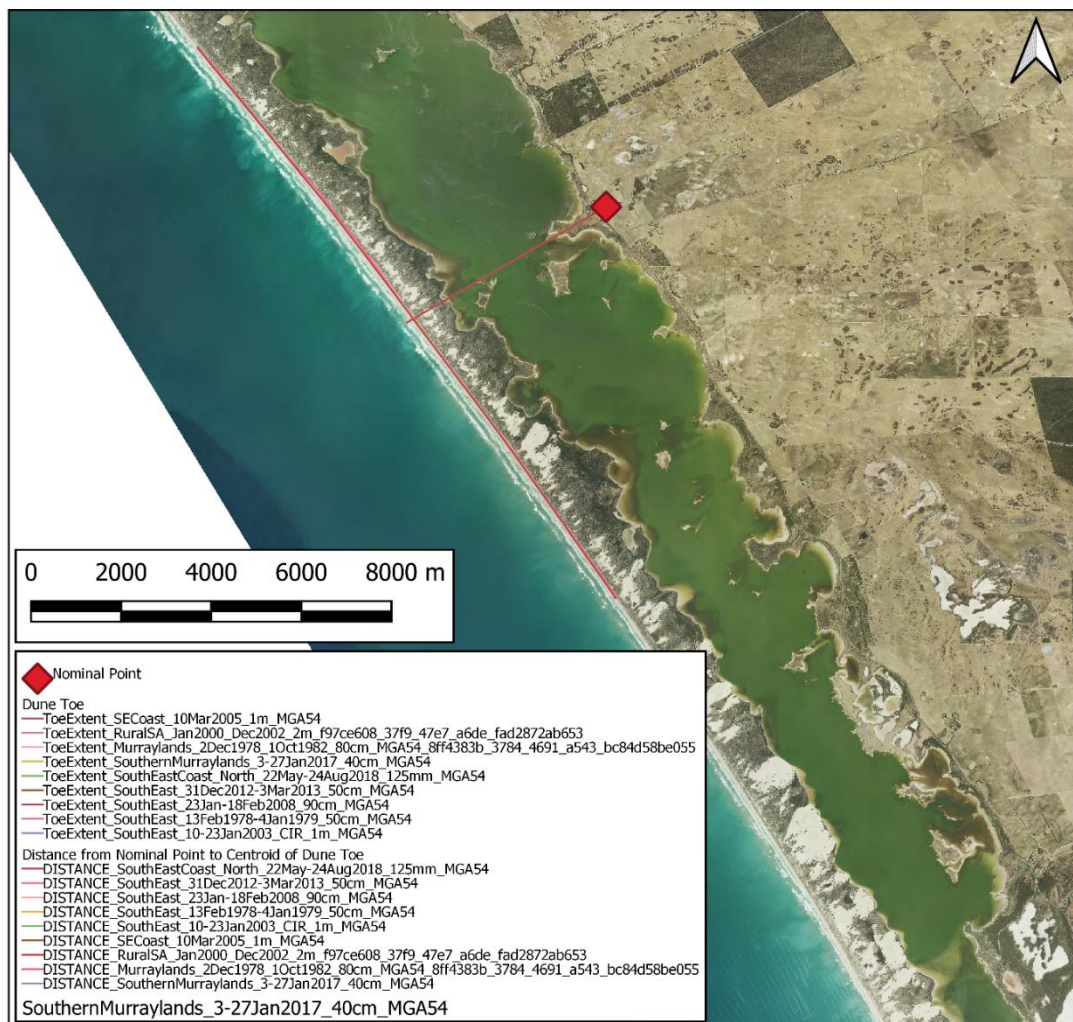 0 2000 4000 6000 8000 m
Nominal Point
Dune Toe
ToeExtent_SECoast_10Mar2005_1m_MGA54
ToeExtent_RuralSA_Jan2000_Dec2002_2m_f97ce608_37f9_47e7_a6de_fad2872ab653
ToeExtent_Murraylands_2Dec1978_1Oct1982_80cm_MGA54_8ff4383b_3784_4691_a543_bc84d58be055
ToeExtent_SouthernMurraylands_3-27Jan2017_40cm_MGA54
ToeExtent_SouthEastCoast_North_22May-24Aug2018_125mm_MGA54
ToeExtent_SouthEast_31Dec2012-3Mar2013_50cm_MGA54
ToeExtent_SouthEast_23Jan-18Feb2008_90cm_MGA54
ToeExtent_SouthEast_13Feb1978-4Jan1979_50cm_MGA54
ToeExtent_SouthEast_10-23Jan2003_CIR_1m_MGA54
Distance from Nominal Point to Centroid of Dune Toe
DISTANCE_SouthEastCoast_North_22May-24Aug2018_125mm_MGA54
DISTANCE_SouthEast_31Dec2012-3Mar2013_50cm_MGA54
DISTANCE_SouthEast_23Jan-18Feb2008_90cm_MGA54
DISTANCE_SouthEast_13Feb1978-4Jan1979_50cm_MGA54
DISTANCE_SouthEast_10-23Jan2003_CIR_1m_MGA54
DISTANCE_SECoast_10Mar2005_1m_MGA54
DISTANCE_RuralSA_Jan2000_Dec2002_2m_f97ce608_37f9_47e7_a6de_fad2872ab653
DISTANCE_Murraylands_2Dec1978_1Oct1982_80cm_MGA54_8ff4383b_3784_4691_a543_bc84d58be055
DISTANCE_SouthernMurraylands_3-27Jan2017_40cm_MGA54
SouthernMurraylands_3-27Jan2017_40cm_MGA54